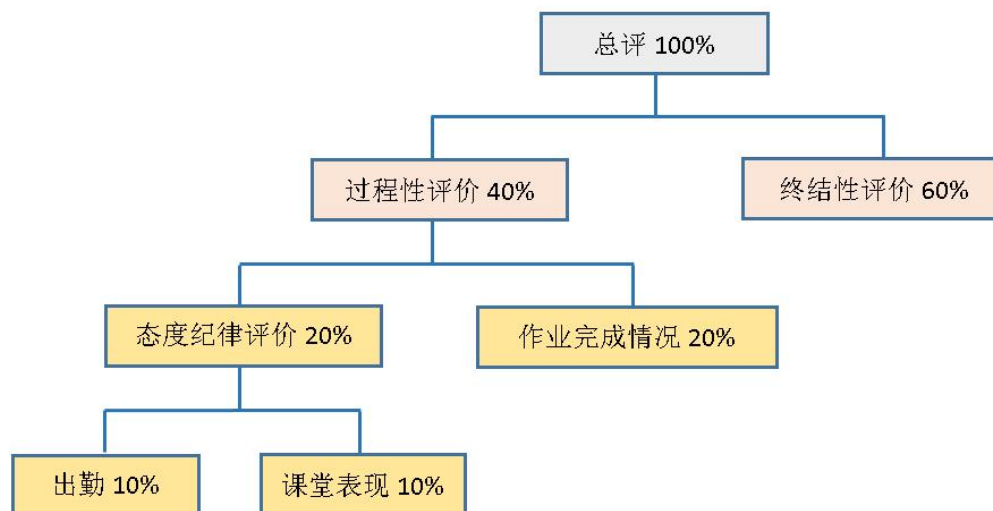 总评 100%
过程性评价 40%
终结性评价 60%
态度纪律评价 20%
作业完成情况 20%
出勤 10%
课堂表现 10%